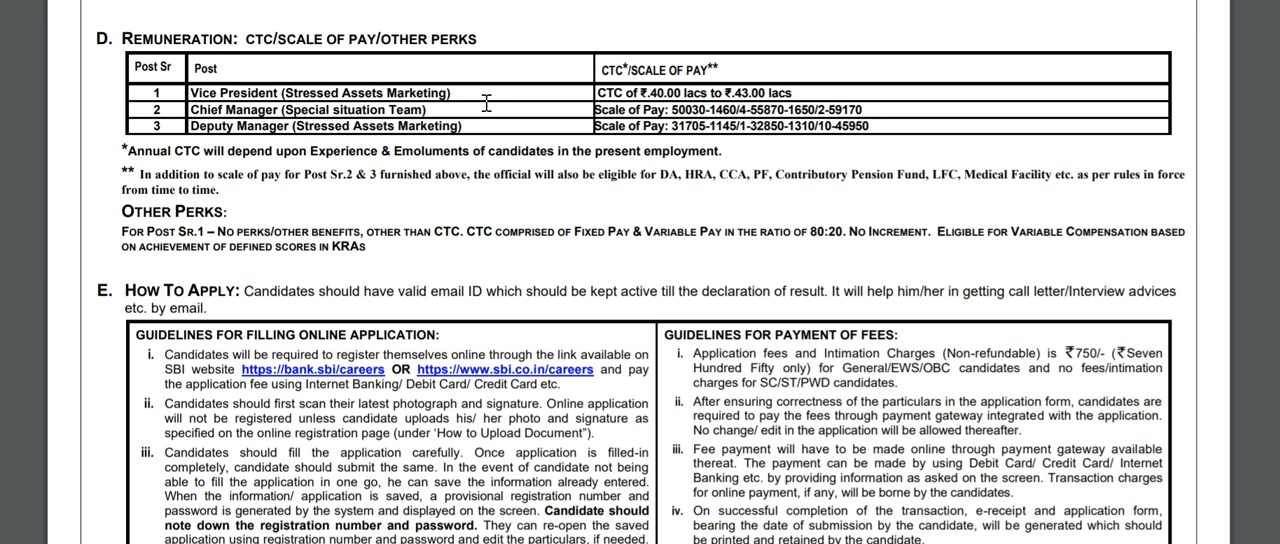 D. REMUNERATION: CTC/SCALE OF PAY/OTHER PERKS
Post Sr Post CTC*/SCALE OF PAY**
1 Vice President (Stressed Assets Marketing) CTC of ₹.40.00 lacs to ₹.43.00 lacs
2 Chief Manager (Special situation Team) Scale of Pay: 50030-1460/4-55870-1650/2-59170
3 Deputy Manager (Stressed Assets Marketing) Scale of Pay: 31705-1145/1-32850-1310/10-45950
*Annual CTC will depend upon Experience & Emoluments of candidates in the present employment.
** In addition to scale of pay for Post Sr.2 & 3 furnished above, the official will also be eligible for DA, HRA, CCA, PF, Contributory Pension Fund, LFC, Medical Facility etc. as per rules in force
from time to time.
OTHER PERKS:
FOR POST SR.1 – NO PERKS/OTHER BENEFITS, OTHER THAN CTC. CTC COMPRISED OF FIXED PAY & VARIABLE PAY IN THE RATIO OF 80:20. NO INCREMENT. ELIGIBLE FOR VARIABLE COMPENSATION BASED
ON ACHIEVEMENT OF DEFINED SCORES IN KRAS
E. HOW TO APPLY: Candidates should have valid email ID which should be kept active till the declaration of result. It will help him/her in getting call letter/Interview advices
etc. by email.
GUIDELINES FOR FILLING ONLINE APPLICATION:
i. Candidates will be required to register themselves online through the link available on
SBI website https://bank.sbi/careers OR https://www.sbi.co.in/careers and pay
the application fee using Internet Banking/ Debit Card/ Credit Card etc.
ii. Candidates should first scan their latest photograph and signature. Online application
will not be registered unless candidate uploads his/ her photo and signature as
specified on the online registration page (under 'How to Upload Document").
iii. Candidates should fill the application carefully. Once application is filled-in
completely, candidate should submit the same. In the event of candidate not being
able to fill the application in one go, he can save the information already entered.
When the information/ application is saved, a provisional registration number and
password is generated by the system and displayed on the screen. Candidate should
note down the registration number and password. They can re-open the saved
application using registration number and password and edit the particulars, if needed.
GUIDELINES FOR PAYMENT OF FEES:
i. Application fees and Intimation Charges (Non-refundable) is ₹750/- (₹Seven
Hundred Fifty only) for General/EWS/OBC candidates and no fees/intimation
charges for SC/ST/PWD candidates.
ii. After ensuring correctness of the particulars in the application form, candidates are
required to pay the fees through payment gateway integrated with the application.
No change/ edit in the application will be allowed thereafter.
iii. Fee payment will have to be made online through payment gateway available
thereat. The payment can be made by using Debit Card/ Credit Card/ Internet
Banking etc. by providing information as asked on the screen. Transaction charges
for online payment, if any, will be borne by the candidates.
iv. On successful completion of the transaction, e-receipt and application form,
bearing the date of submission by the candidate, will be generated which should
be printed and retained by the candidate.